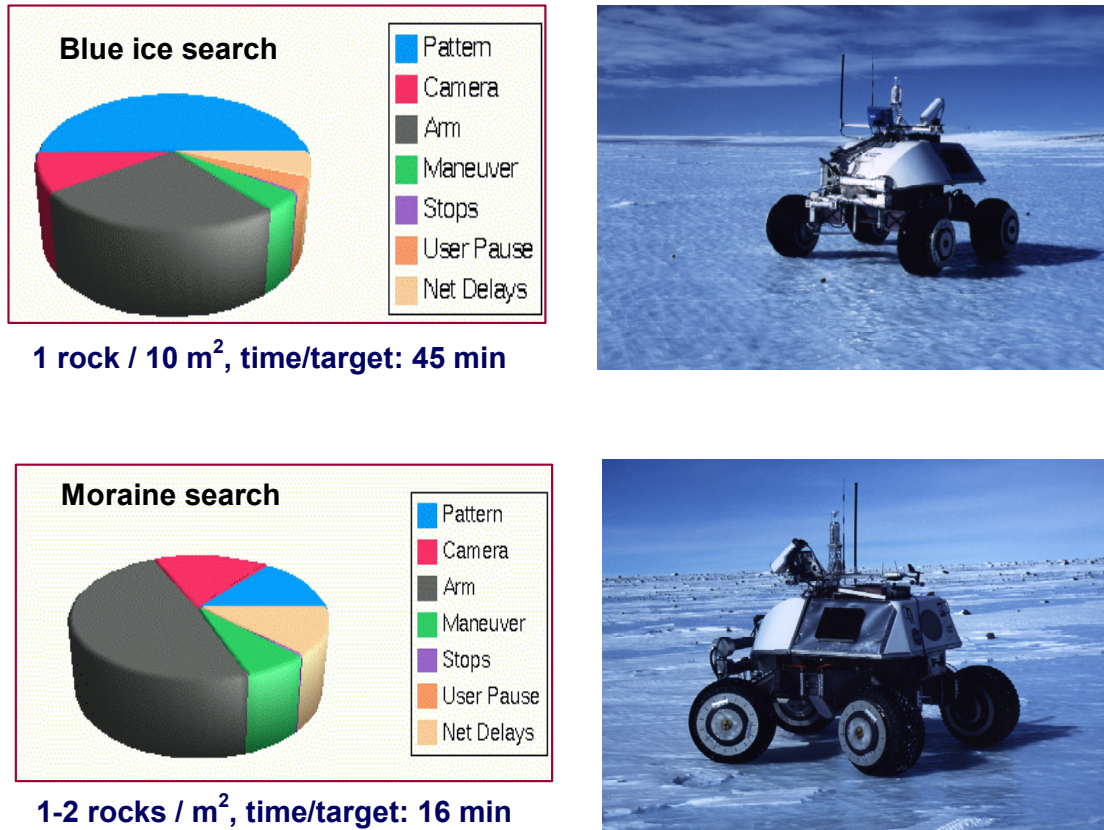 Blue ice search
Pattern
Camera
Arm
Maneuver
Stops
User Pause
Net Delays
1 rock / 10 m², time/target: 45 min
Moraine search
Pattern
Camera
Arm
Maneuver
Stops
User Pause
Net Delays
1-2 rocks / m², time/target: 16 min